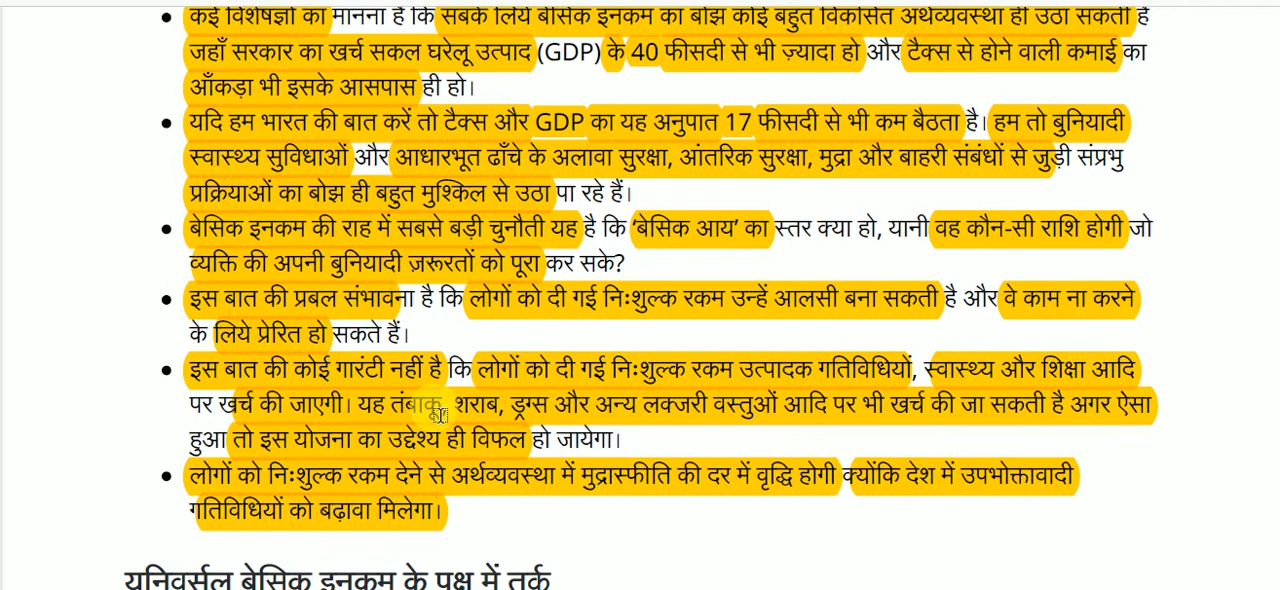 कई विशेषज्ञों का मानना है कि सबके लिये बेसिक इनकम का बोझ कोई बहुत विकसित अर्थव्यवस्था ही उठा सकती है
जहाँ सरकार का खर्च सकल घरेलू उत्पाद (GDP) के 40 फीसदी से भी ज़्यादा हो और टैक्स से होने वाली कमाई का
आँकड़ा भी इसके आसपास ही हो।
यदि हम भारत की बात करें तो टैक्स और GDP का यह अनुपात 17 फीसदी से भी कम बैठता है। हम तो बुनियादी
स्वास्थ्य सुविधाओं और आधारभूत ढाँचे के अलावा सुरक्षा, आंतरिक सुरक्षा, मुद्रा और बाहरी संबंधों से जुड़ी संप्रभु
प्रक्रियाओं का बोझ ही बहुत मुश्किल से उठा पा रहे हैं।
बेसिक इनकम की राह में सबसे बड़ी चुनौती यह है कि ‘बेसिक आय’ का स्तर क्या हो, यानी वह कौन-सी राशि होगी जो
व्यक्ति की अपनी बुनियादी ज़रूरतों को पूरा कर सके?
इस बात की प्रबल संभावना है कि लोगों को दी गई निःशुल्क रकम उन्हें आलसी बना सकती है और वे काम ना करने
के लिये प्रेरित हो सकते हैं।
इस बात की कोई गारंटी नहीं है कि लोगों को दी गई निःशुल्क रकम उत्पादक गतिविधियों, स्वास्थ्य और शिक्षा आदि
पर खर्च की जाएगी। यह तंबाकू, शराब, ड्रग्स और अन्य लक्जरी वस्तुओं आदि पर भी खर्च की जा सकती है अगर ऐसा
हुआ तो इस योजना का उद्देश्य ही विफल हो जायेगा।
लोगों को निःशुल्क रकम देने से अर्थव्यवस्था में मुद्रास्फीति की दर में वृद्धि होगी क्योंकि देश में उपभोक्तावादी
गतिविधियों को बढ़ावा मिलेगा।
यूनिवर्सल बेसिक इनकम के पक्ष में तर्क